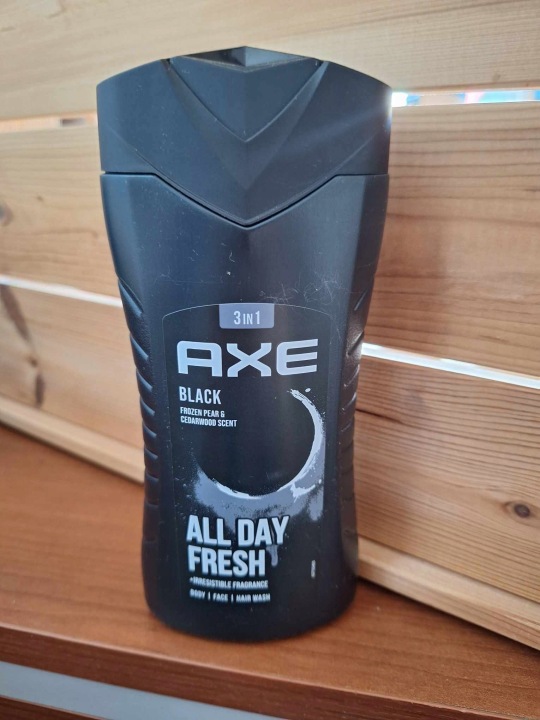 3 IN 1
AXE
BLACK
FROZEN PEAR &
CEDARWOOD SCENT
ALL DAY
FRESH
+IRRESISTIBLE FRAGRANCE
BODY | FACE | HAIR WASH